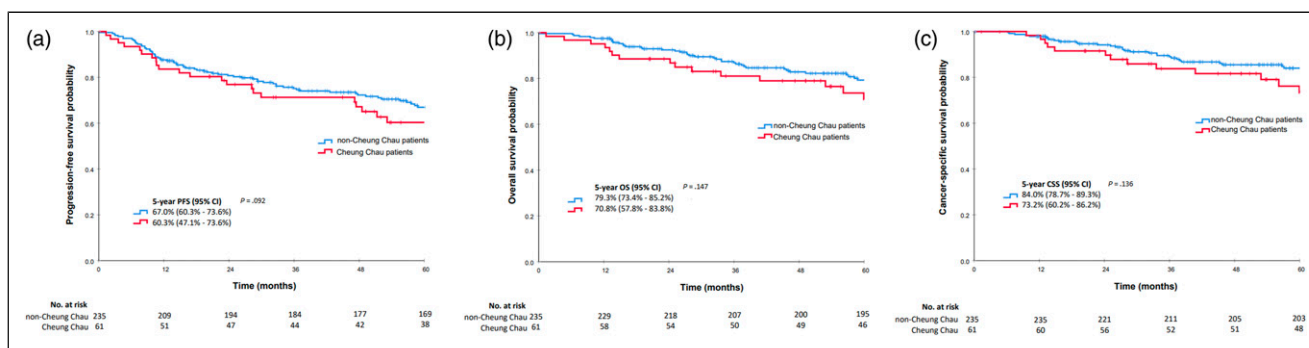 (a)
1.0
0.8
0.6
0.4
0.2
0.0
Progression-free survival probability
non-Cheung Chau patients
Cheung Chau patients
5-year PFS (95% CI) P = .092
67.0% (60.3% - 73.6%)
60.3% (47.1% - 73.6%)
0 12 24 36 48 60
Time (months)
No. at risk
non-Cheung Chau 235 209 194 184 177 169
Cheung Chau 61 51 47 44 42 38
(b)
1.0
0.8
0.6
0.4
0.2
0.0
Overall survival probability
non-Cheung Chau patients
Cheung Chau patients
5-year OS (95% CI) P = .147
79.3% (73.4% - 85.2%)
70.8% (57.8% - 83.8%)
0 12 24 36 48 60
Time (months)
No. at risk
non-Cheung Chau 235 229 218 207 200 195
Cheung Chau 61 58 54 50 49 46
(c)
1.0
0.8
0.6
0.4
0.2
0.0
Cancer-specific survival probability
non-Cheung Chau patients
Cheung Chau patients
5-year CSS (95% CI) P = .136
84.0% (78.7% - 89.3%)
73.2% (60.2% - 86.2%)
0 12 24 36 48 60
Time (months)
No. at risk
non-Cheung Chau 235 235 221 211 205 203
Cheung Chau 61 60 56 52 51 48